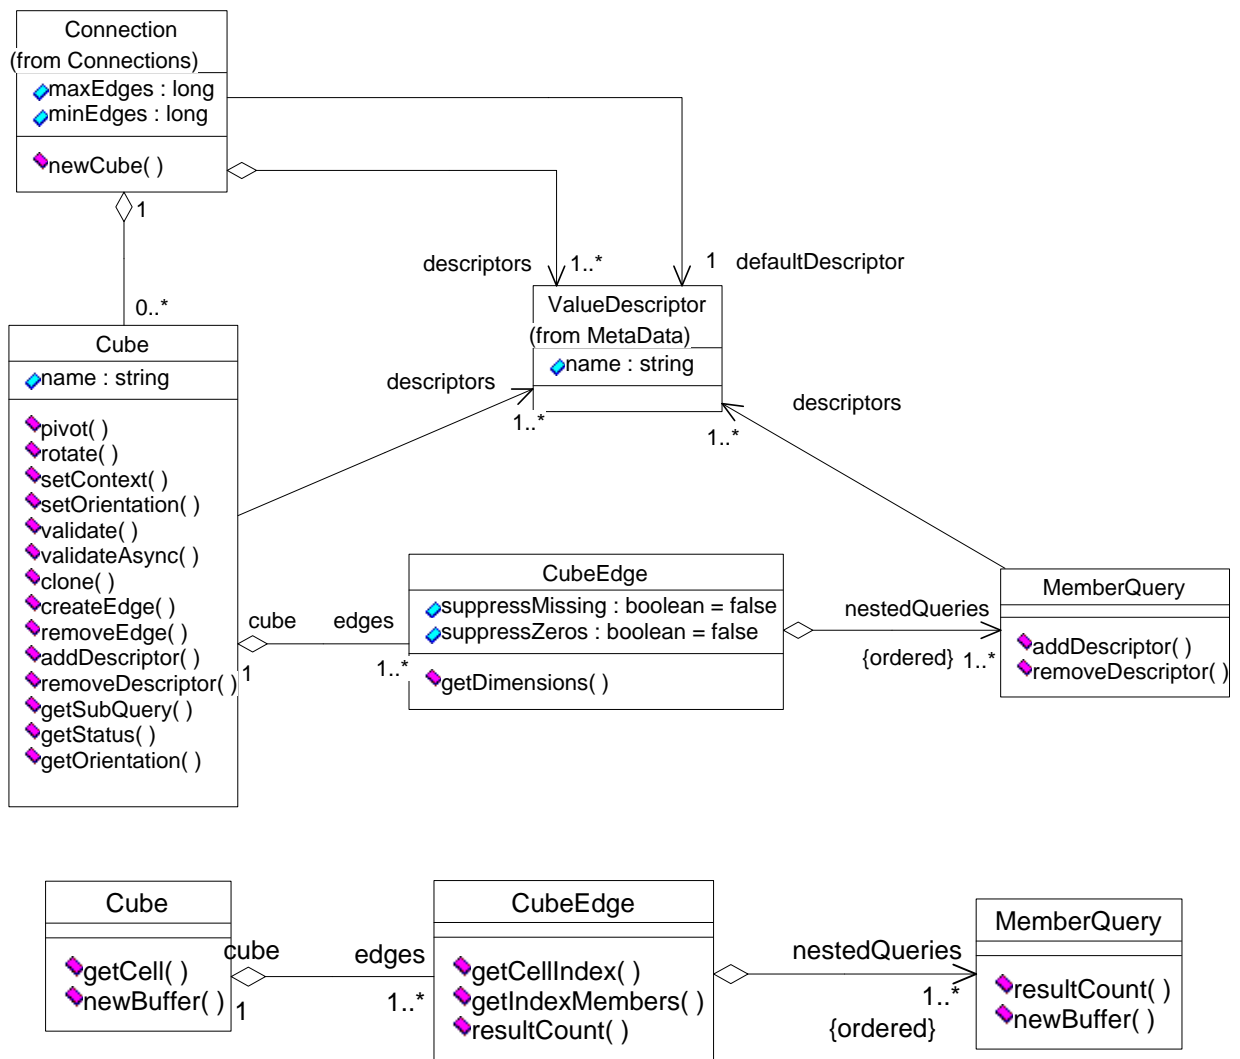 Connection
(from Connections)
maxEdges : long
minEdges : long
newCube( )
1
0..*
descriptors
1..*
1
defaultDescriptor
ValueDescriptor
(from MetaData)
name : string
descriptors
1..*
descriptors
1..*
Cube
name : string
pivot( )
rotate( )
setContext( )
setOrientation( )
validate( )
validateAsync( )
clone( )
createEdge( )
removeEdge( )
addDescriptor( )
removeDescriptor( )
getSubQuery( )
getStatus( )
getOrientation( )
cube
1
edges
1..*
CubeEdge
suppressMissing : boolean = false
suppressZeros : boolean = false
getDimensions( )
nestedQueries
{ordered}
1..*
MemberQuery
addDescriptor( )
removeDescriptor( )
Cube
getCell( )
newBuffer( )
cube
1
edges
1..*
CubeEdge
getCellIndex( )
getIndexMembers( )
resultCount( )
nestedQueries
1..*
{ordered}
MemberQuery
resultCount( )
newBuffer( )